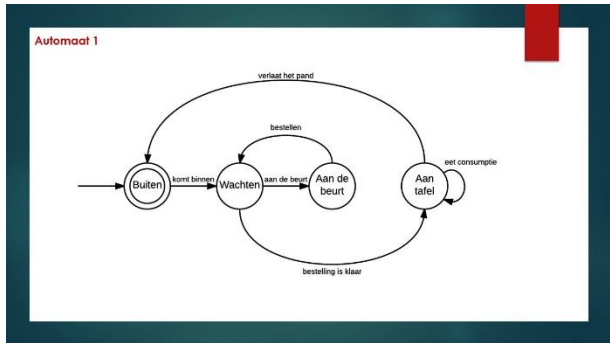 Automaat 1
verlaat het pand
bestellen
eet consumptie
Buiten
komt binnen
Wachten
aan de beurt
Aan de
beurt
Aan
tafel
bestelling is klaar